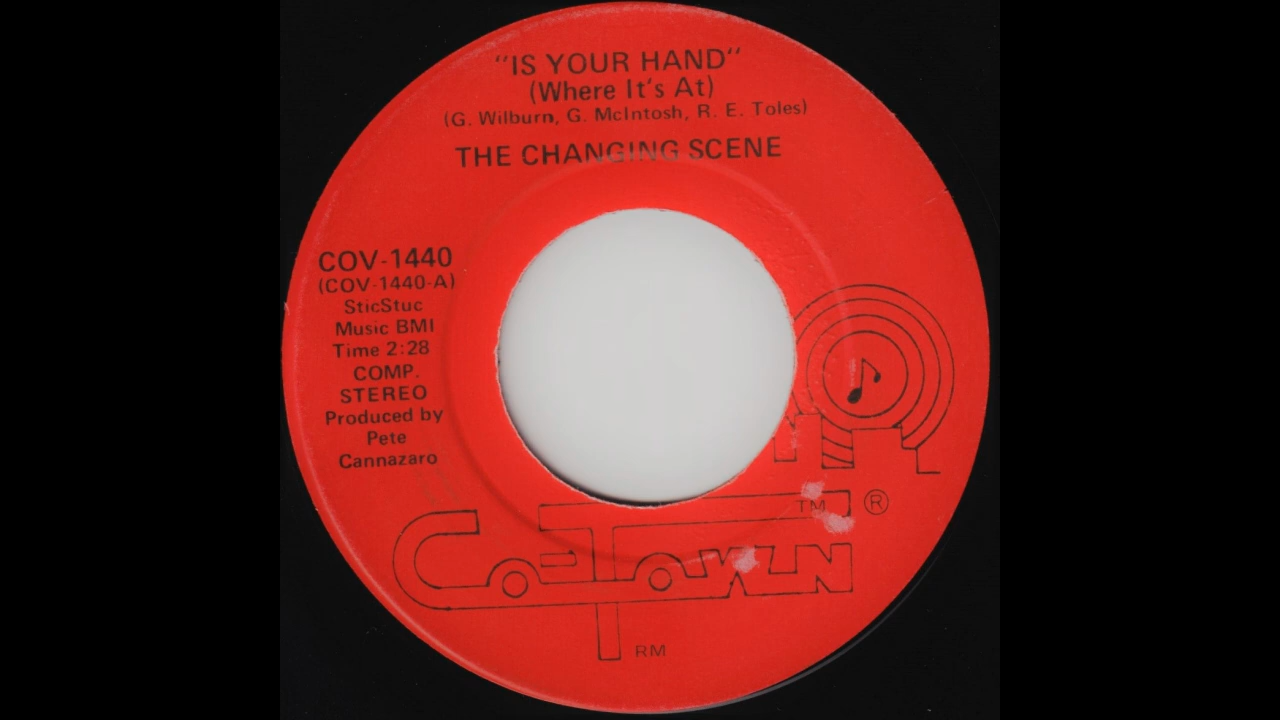 "IS YOUR HAND"
(Where It's At)
(G. Wilburn, G. McIntosh, R. E. Toles)
THE CHANGING SCENE
COV-1440
(COV-1440-A)
SticStuc
Music BMI
Time 2:28
COMP.
STEREO
Produced by
Pete
Cannazaro
TM ®
CO-TOWN
RM